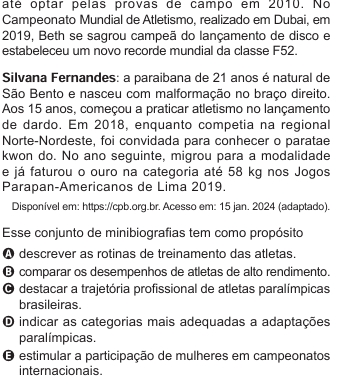 até optar pelas provas de campo em 2010. No
Campeonato Mundial de Atletismo, realizado em Dubai, em
2019, Beth se sagrou campeã do lançamento de disco e
estabeleceu um novo recorde mundial da classe F52.
Silvana Fernandes: a paraibana de 21 anos é natural de
São Bento e nasceu com malformação no braço direito.
Aos 15 anos, começou a praticar atletismo no lançamento
de dardo. Em 2018, enquanto competia na regional
Norte-Nordeste, foi convidada para conhecer o paratae
kwon do. No ano seguinte, migrou para a modalidade
e já faturou o ouro na categoria até 58 kg nos Jogos
Parapan-Americanos de Lima 2019.
Disponível em: https://cpb.org.br. Acesso em: 15 jan. 2024 (adaptado).
Esse conjunto de minibiografias tem como propósito
A descrever as rotinas de treinamento das atletas.
B comparar os desempenhos de atletas de alto rendimento.
C destacar a trajetória profissional de atletas paralímpicas
brasileiras.
D indicar as categorias mais adequadas a adaptações
paralímpicas.
E estimular a participação de mulheres em campeonatos
internacionais.